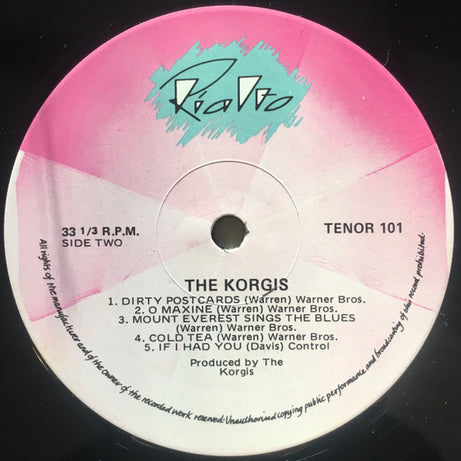 Rialto
33 1/3 R.P.M.
SIDE TWO
TENOR 101
THE KORGIS
1. DIRTY POSTCARDS (Warren) Warner Bros.
2. O MAXINE (Warren) Warner Bros.
3. MOUNT EVEREST SINGS THE BLUES
(Warren) Warner Bros.
4. COLD TEA (Warren) Warner Bros.
5. IF I HAD YOU (Davis) Control
Produced by The
Korgis
All rights of the manufacturer and of the owner of the recorded work reserved. Unauthorized copying public performance and broadcasting of this record prohibited.